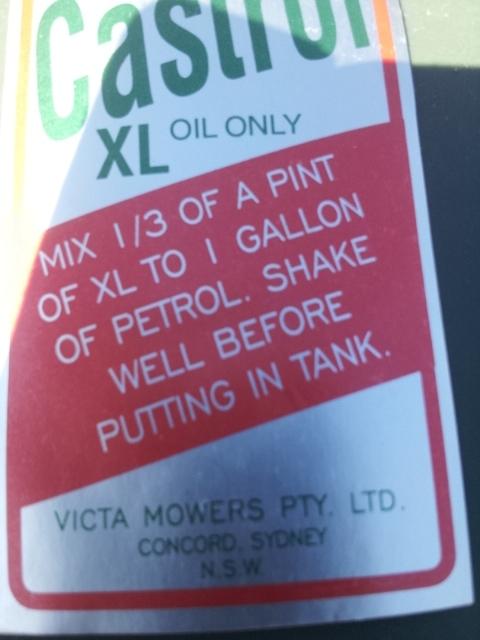 Castrol
XL OIL ONLY
MIX 1/3 OF A PINT
OF XL TO 1 GALLON
OF PETROL. SHAKE
WELL BEFORE
PUTTING IN TANK.
VICTA MOWERS PTY. LTD.
CONCORD, SYDNEY
N.S.W.